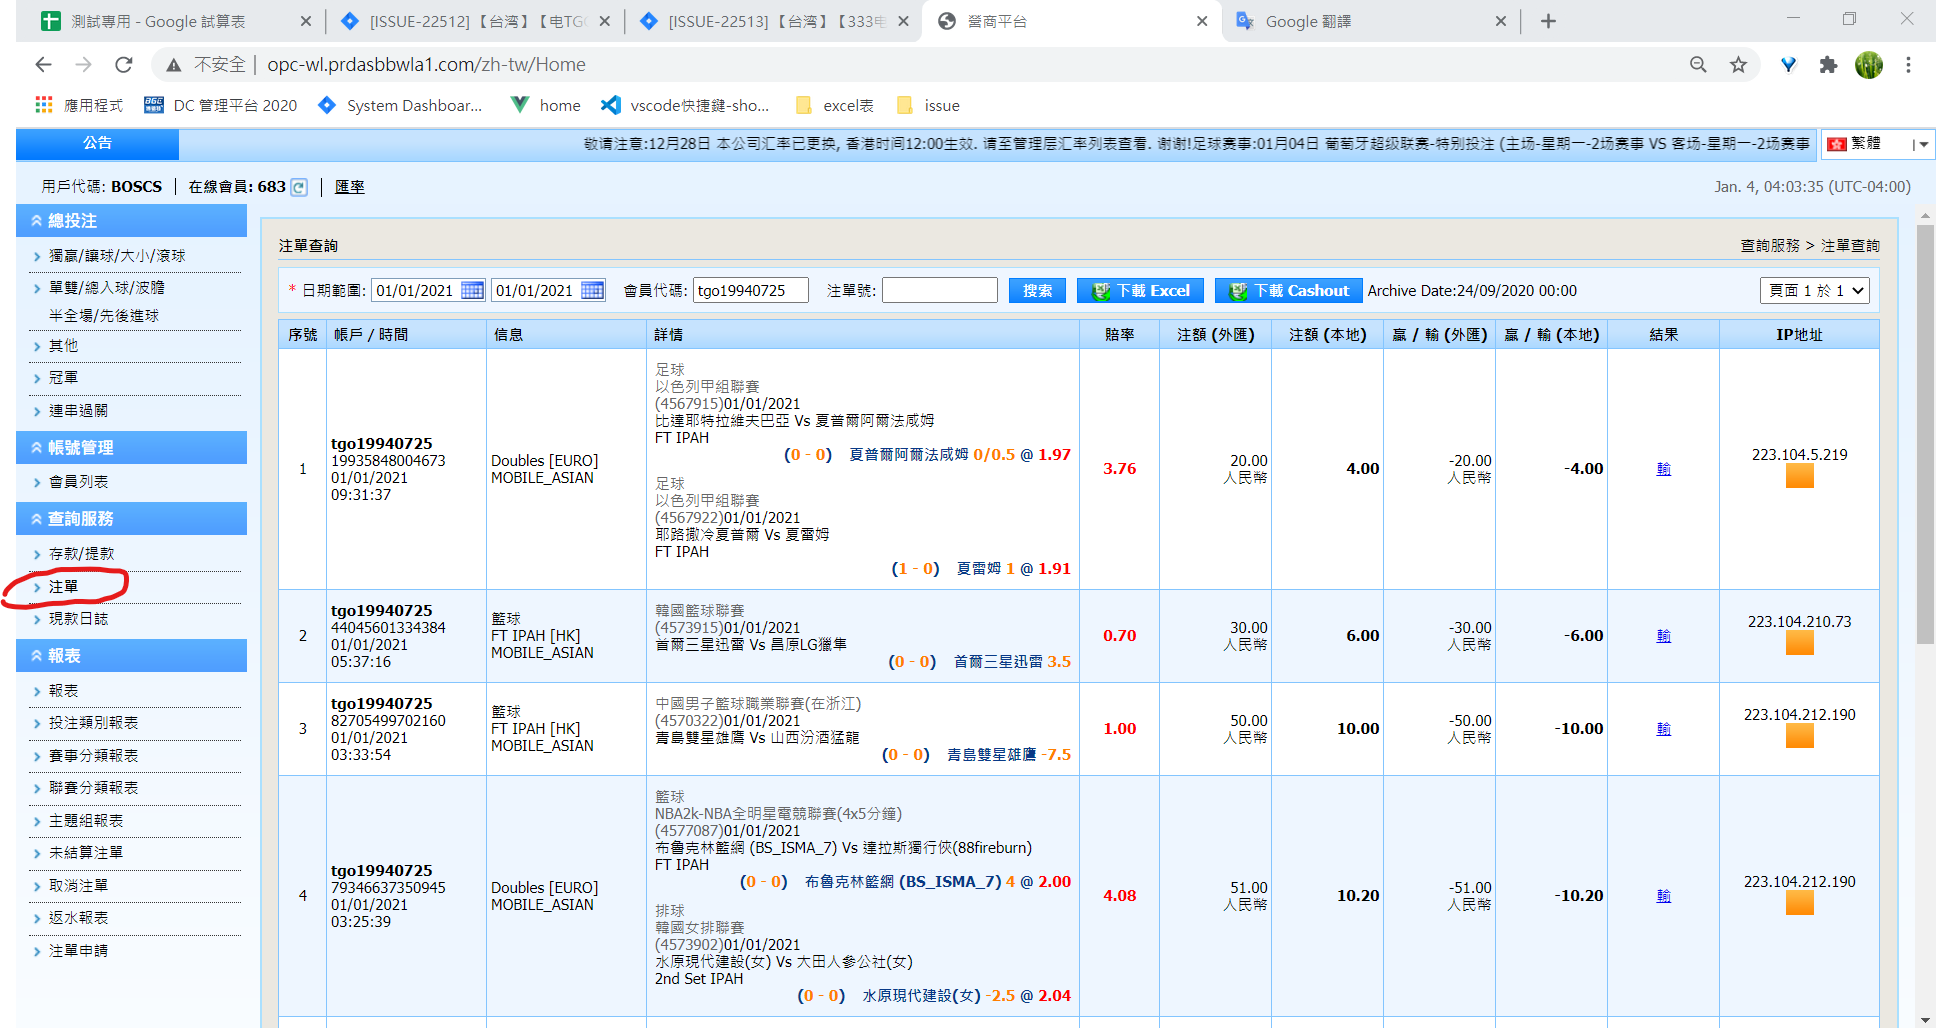 測試專用 - Google 試算表
[ISSUE-22512]【台湾】【电TG
[ISSUE-22513]【台湾】【333电
營商平台
Google 翻譯
不安全 | opc-wl.prdasbbwla1.com/zh-tw/Home
應用程式
DC 管理平台 2020
System Dashboar...
home
vscode快捷鍵-sho...
excel表
issue
公告
敬请注意:12月28日 本公司汇率已更换, 香港时间12:00生效. 请至管理层汇率列表查看. 谢谢!足球赛事:01月04日 葡萄牙超级联赛-特别投注 (主场-星期一-2场赛事 VS 客场-星期一-2场赛事
繁體
用戶代碼: BOSCS | 在線會員: 683 | 匯率
Jan. 4, 04:03:35 (UTC-04:00)
總投注
獨贏/讓球/大小/滾球
單雙/總入球/波膽
半全場/先後進球
其他
冠軍
連串過關
帳號管理
會員列表
查詢服務
存款/提款
注單
現款日誌
報表
報表
投注類別報表
賽事分類報表
聯賽分類報表
主題組報表
未結算注單
取消注單
返水報表
注單申請
注單查詢
查詢服務 > 注單查詢
* 日期範圍: 01/01/2021 01/01/2021 會員代碼: tgo19940725 注單號: 搜索 下載 Excel 下載 Cashout Archive Date:24/09/2020 00:00 頁面 1 於 1
序號 帳戶 / 時間 信息 詳情 賠率 注額 (外匯) 注額 (本地) 贏 / 輸 (外匯) 贏 / 輸 (本地) 結果 IP地址
1
tgo19940725
19935848004673
01/01/2021
09:31:37
Doubles [EURO]
MOBILE_ASIAN
足球
以色列甲組聯賽
(4567915)01/01/2021
比達耶特拉維夫巴亞 Vs 夏普爾阿爾法咸姆
FT IPAH
(0 - 0) 夏普爾阿爾法咸姆 0/0.5 @ 1.97
足球
以色列甲組聯賽
(4567922)01/01/2021
耶路撒冷夏普爾 Vs 夏雷姆
FT IPAH
(1 - 0) 夏雷姆 1 @ 1.91
3.76
20.00
人民幣
4.00
-20.00
人民幣
-4.00
輸
223.104.5.219
2
tgo19940725
44045601334384
01/01/2021
05:37:16
籃球
FT IPAH [HK]
MOBILE_ASIAN
韓國籃球聯賽
(4573915)01/01/2021
首爾三星迅雷 Vs 昌原LG獵隼
(0 - 0) 首爾三星迅雷 3.5
0.70
30.00
人民幣
6.00
-30.00
人民幣
-6.00
輸
223.104.210.73
3
tgo19940725
82705499702160
01/01/2021
03:33:54
籃球
FT IPAH [HK]
MOBILE_ASIAN
中國男子籃球職業聯賽(在浙江)
(4570322)01/01/2021
青島雙星雄鷹 Vs 山西汾酒猛龍
(0 - 0) 青島雙星雄鷹 -7.5
1.00
50.00
人民幣
10.00
-50.00
人民幣
-10.00
輸
223.104.212.190
4
tgo19940725
79346637350945
01/01/2021
03:25:39
Doubles [EURO]
MOBILE_ASIAN
籃球
NBA2k-NBA全明星電競聯賽(4x5分鐘)
(4577087)01/01/2021
布魯克林籃網 (BS_ISMA_7) Vs 達拉斯獨行俠(88fireburn)
FT IPAH
(0 - 0) 布魯克林籃網 (BS_ISMA_7) 4 @ 2.00
排球
韓國女排聯賽
(4573902)01/01/2021
水原現代建設(女) Vs 大田人參公社(女)
2nd Set IPAH
(0 - 0) 水原現代建設(女) -2.5 @ 2.04
4.08
51.00
人民幣
10.20
-51.00
人民幣
-10.20
輸
223.104.212.190